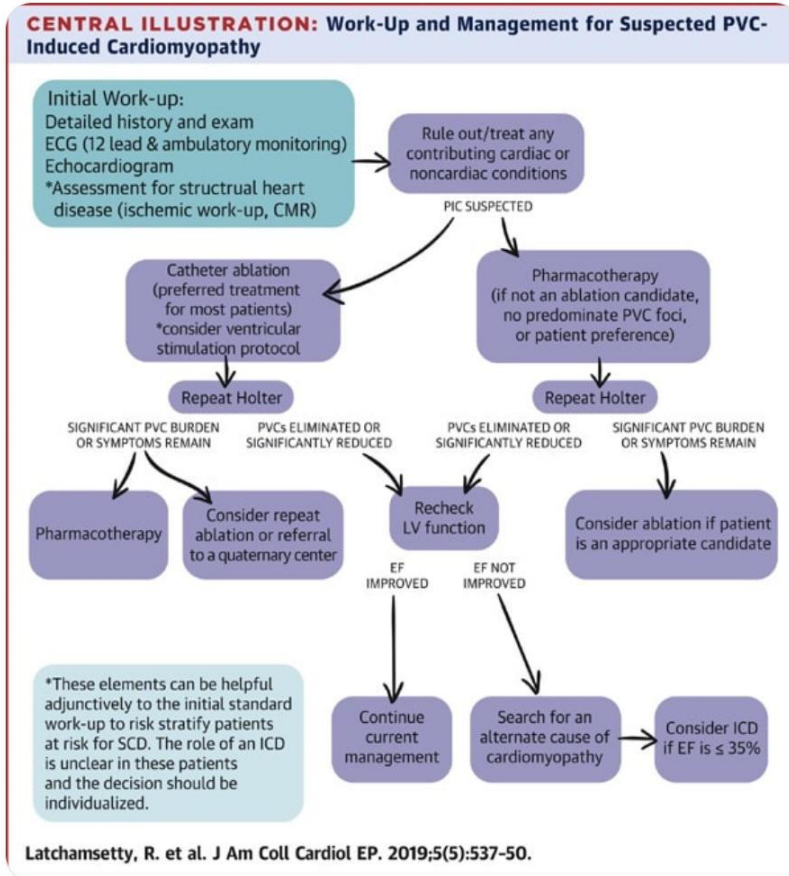 CENTRAL ILLUSTRATION: Work-Up and Management for Suspected PVC-
Induced Cardiomyopathy
Initial Work-up:
Detailed history and exam
ECG (12 lead & ambulatory monitoring)
Echocardiogram
*Assessment for structrual heart
disease (ischemic work-up, CMR)
Rule out/treat any
contributing cardiac or
noncardiac conditions
PIC SUSPECTED
Catheter ablation
(preferred treatment
for most patients)
*consider ventricular
stimulation protocol
Pharmacotherapy
(if not an ablation candidate,
no predominate PVC foci,
or patient preference)
Repeat Holter
Repeat Holter
SIGNIFICANT PVC BURDEN
OR SYMPTOMS REMAIN
PVCs ELIMINATED OR
SIGNIFICANTLY REDUCED
PVCs ELIMINATED OR
SIGNIFICANTLY REDUCED
SIGNIFICANT PVC BURDEN
OR SYMPTOMS REMAIN
Pharmacotherapy
Consider repeat
ablation or referral
to a quaternary center
Recheck
LV function
Consider ablation if patient
is an appropriate candidate
EF
IMPROVED
EF NOT
IMPROVED
*These elements can be helpful
adjunctively to the initial standard
work-up to risk stratify patients
at risk for SCD. The role of an ICD
is unclear in these patients
and the decision should be
individualized.
Continue
current
management
Search for an
alternate cause of
cardiomyopathy
Consider ICD
if EF is ≤ 35%
Latchamsetty, R. et al. J Am Coll Cardiol EP. 2019;5(5):537-50.